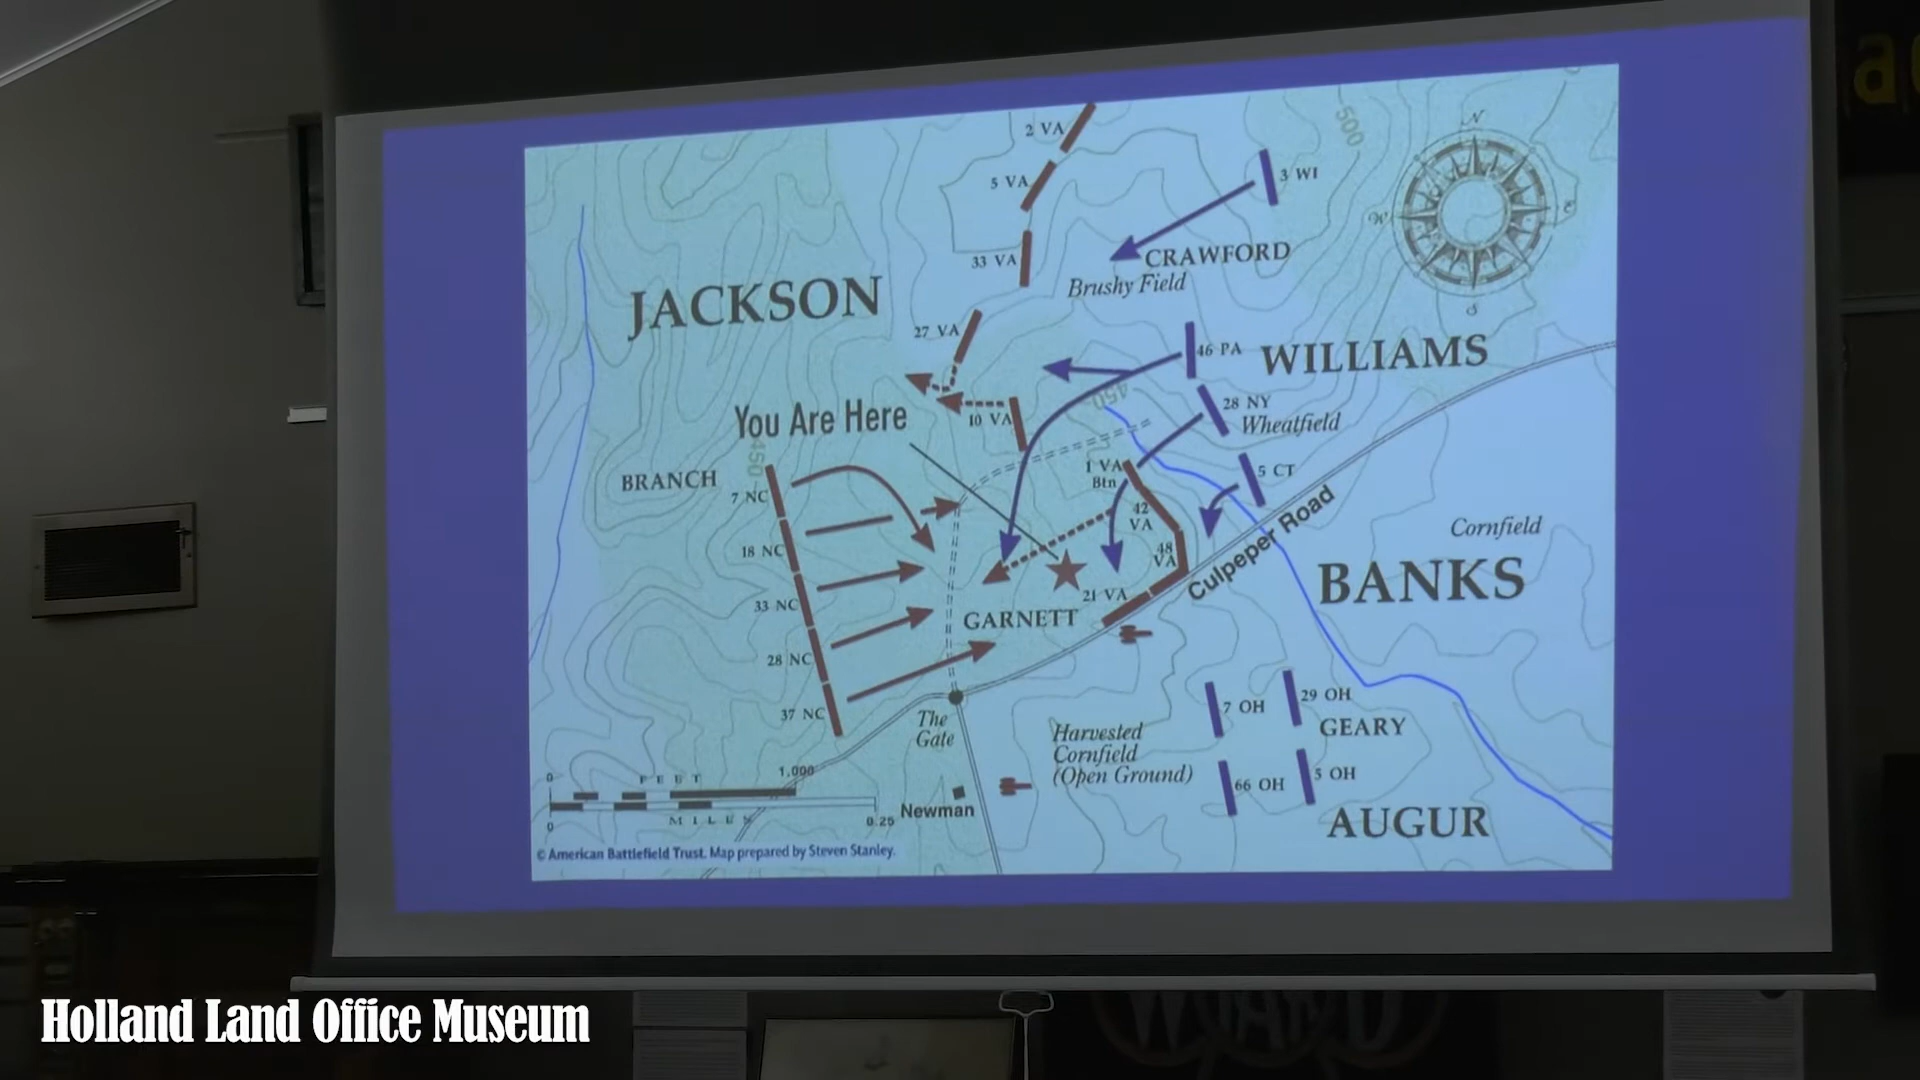 2 VA
500
N
3 WI
5 VA
W
E
CRAWFORD
33 VA
Brushy Field
JACKSON
S
27 VA
46 PA
WILLIAMS
450
28 NY
You Are Here
10 VA
Wheatfield
450
BRANCH
1 VA
Btn
5 CT
7 NC
42
VA
Culpeper Road
Cornfield
18 NC
48
VA
BANKS
33 NC
21 VA
GARNETT
28 NC
7 OH
29 OH
37 NC
The
Gate
GEARY
Harvested
Cornfield
(Open Ground)
66 OH
5 OH
0
FEET
1,000
0
MILES
0.25
Newman
AUGUR
© American Battlefield Trust. Map prepared by Steven Stanley.
Holland Land Office Museum